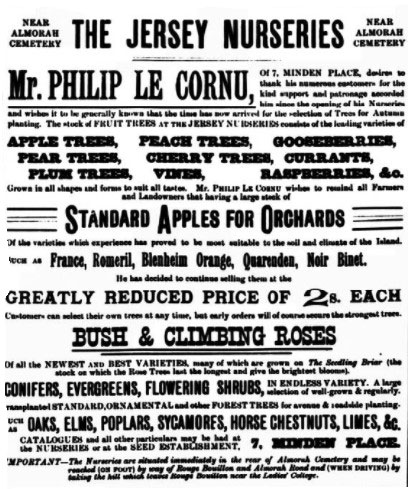 NEAR ALMORAH CEMETERY
THE JERSEY NURSERIES
NEAR ALMORAH CEMETERY
Mr. PHILIP LE CORNU,
Of 7, MINDEN PLACE, desires to
thank his numerous customers for the
kind support and patronage accorded
him since the opening of his Nurseries
and wishes it to be generally known that the time has now arrived for the selection of Trees for Autumn
planting. The stock of FRUIT TREES AT THE JERSEY NURSERIES consists of the leading varieties of
APPLE TREES, PEACH TREES, GOOSEBERRIES,
PEAR TREES, CHERRY TREES, CURRANTS,
PLUM TREES, VINES, RASPBERRIES, &c.
Grown in all shapes and forms to suit all tastes. Mr. PHILIP LE CORNU wishes to remind all Farmers
and Landowners that having a large stock of
STANDARD APPLES FOR ORCHARDS
Of the varieties which experience has proved to be most suitable to the soil and climate of the Island.
SUCH AS France, Romeril, Blenheim Orange, Quarenden, Noir Binet.
He has decided to continue selling them at the
GREATLY REDUCED PRICE OF 2s. EACH
Customers can select their own trees at any time, but early orders will of course secure the strongest trees.
BUSH & CLIMBING ROSES
Of all the NEWEST AND BEST VARIETIES, many of which are grown on The Seedling Briar (the
stock on which the Rose Trees last the longest and give the brightest blooms).
CONIFERS, EVERGREENS, FLOWERING SHRUBS, IN ENDLESS VARIETY. A large
selection of well-grown & regularly.
transplanted STANDARD, ORNAMENTAL and other FOREST TREES for avenue & roadside planting.
SUCH AS OAKS, ELMS, POPLARS, SYCAMORES, HORSE CHESTNUTS, LIMES, &c.
CATALOGUES and all other particulars may be had at
the NURSERIES or at the SEED ESTABLISHMENT, 7, MINDEN PLACE.
IMPORTANT—The Nurseries are situated immediately in the rear of Almorah Cemetery and may be
reached (ON FOOT) by way of Rouge Bouillon and Almorah Road and (WHEN DRIVING) by
taking the hill which leaves Rouge Bouillon near the Ladies' College.